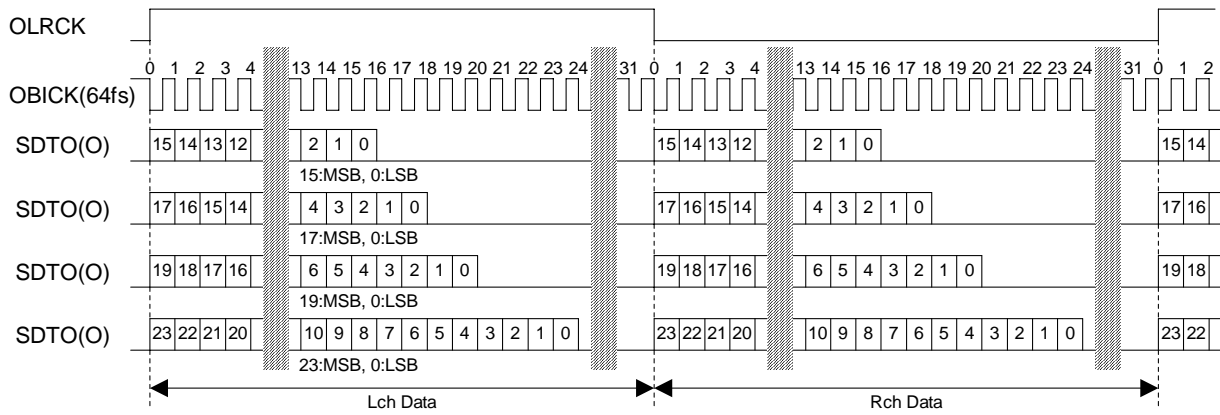 OLRCK
0 1 2 3 4 13 14 15 16 17 18 19 20 21 22 23 24 31 0 1 2 3 4 13 14 15 16 17 18 19 20 21 22 23 24 31 0 1 2
OBICK(64fs)
SDTO(O) 15 14 13 12 2 1 0 15 14 13 12 2 1 0 15 14
15:MSB, 0:LSB
SDTO(O) 17 16 15 14 4 3 2 1 0 17 16 15 14 4 3 2 1 0 17 16
17:MSB, 0:LSB
SDTO(O) 19 18 17 16 6 5 4 3 2 1 0 19 18 17 16 6 5 4 3 2 1 0 19 18
19:MSB, 0:LSB
SDTO(O) 23 22 21 20 10 9 8 7 6 5 4 3 2 1 0 23 22 21 20 10 9 8 7 6 5 4 3 2 1 0 23 22
23:MSB, 0:LSB
Lch Data Rch Data